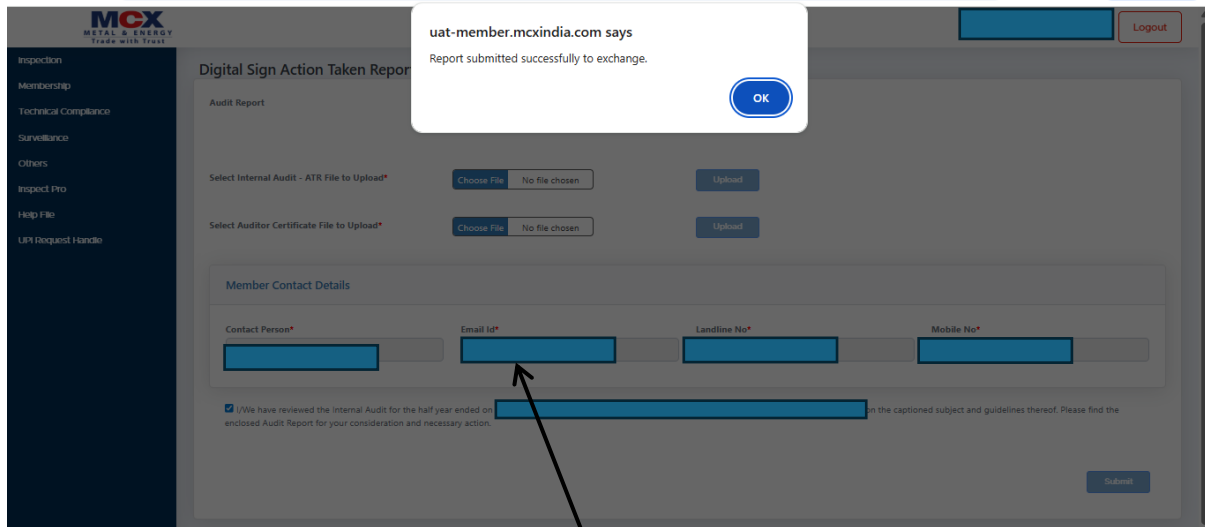 MCX
METAL & ENERGY
Trade with Trust
uat-member.mcxindia.com says
Report submitted successfully to exchange.
OK
Logout
Inspection
Membership
Technical Compliance
Surveillance
Others
Inspect Pro
Help File
UPI Request Handle
Digital Sign Action Taken Repor
Audit Report
Select Internal Audit - ATR File to Upload*
Choose File No file chosen
Upload
Select Auditor Certificate File to Upload*
Choose File No file chosen
Upload
Member Contact Details
Contact Person* Email Id* Landline No* Mobile No*
I/We have reviewed the Internal Audit for the half year ended on on the captioned subject and guidelines thereof. Please find the
enclosed Audit Report for your consideration and necessary action.
Submit